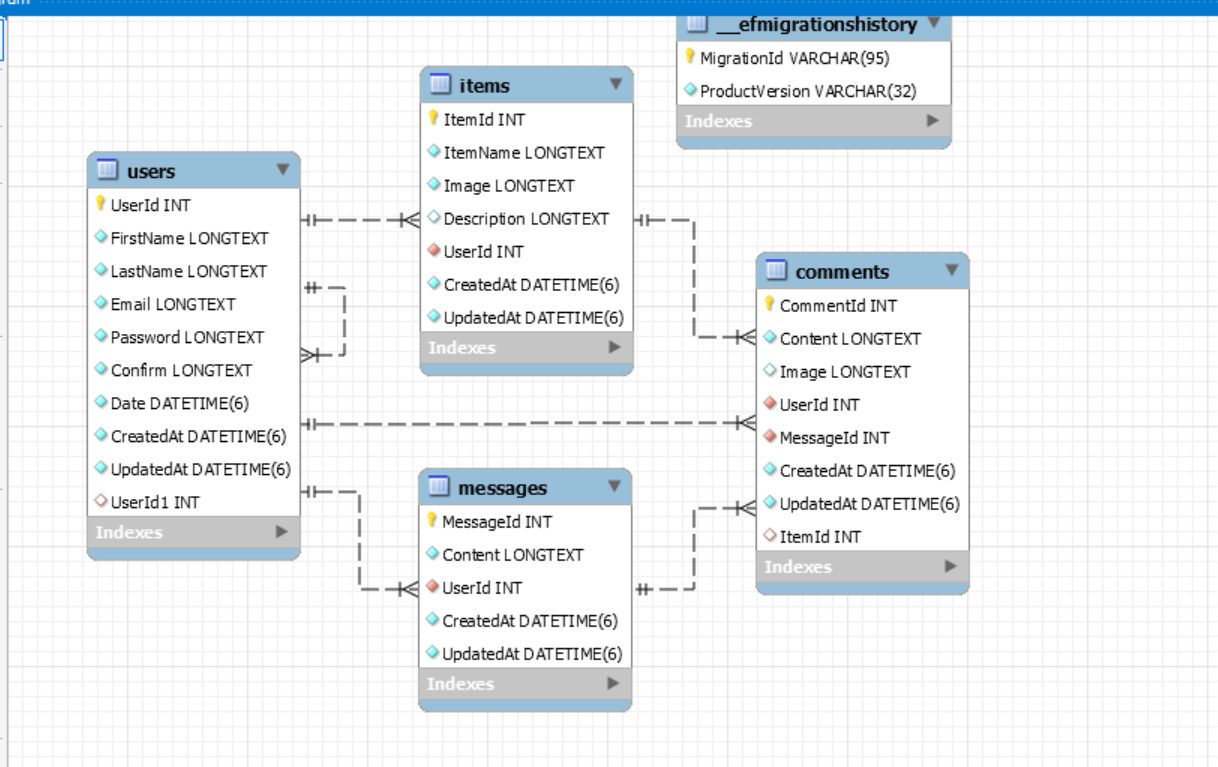 __efmigrationshistory
MigrationId VARCHAR(95)
ProductVersion VARCHAR(32)
Indexes
items
ItemId INT
ItemName LONGTEXT
Image LONGTEXT
Description LONGTEXT
UserId INT
CreatedAt DATETIME(6)
UpdatedAt DATETIME(6)
Indexes
users
UserId INT
FirstName LONGTEXT
LastName LONGTEXT
Email LONGTEXT
Password LONGTEXT
Confirm LONGTEXT
Date DATETIME(6)
CreatedAt DATETIME(6)
UpdatedAt DATETIME(6)
UserId1 INT
Indexes
comments
CommentId INT
Content LONGTEXT
Image LONGTEXT
UserId INT
MessageId INT
CreatedAt DATETIME(6)
UpdatedAt DATETIME(6)
ItemId INT
Indexes
messages
MessageId INT
Content LONGTEXT
UserId INT
CreatedAt DATETIME(6)
UpdatedAt DATETIME(6)
Indexes